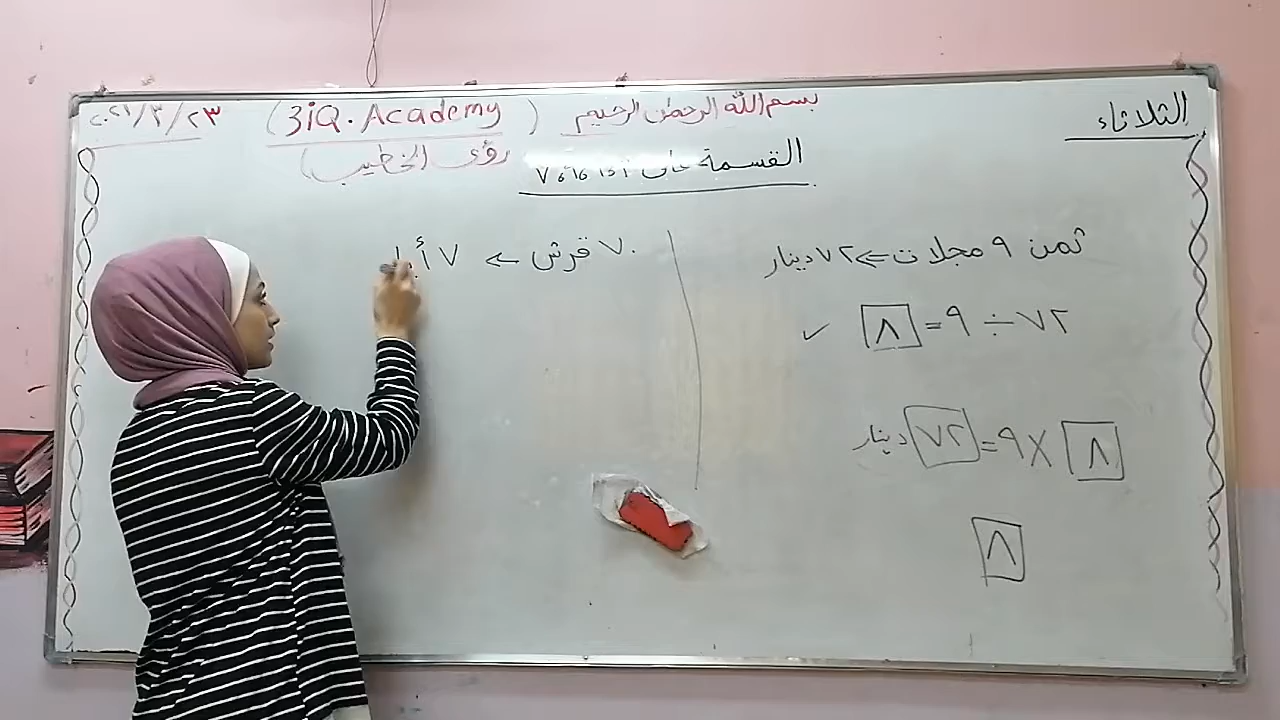 الثلاثاء
بسم الله الرحمن الرحيم
(3iQ. Academy)
٢٠٢١/٣/٢٣
رؤى الخطيب)
القسمة على
ثمن ٩ مجلات ← ٧٢ دينار
٧٢ ÷ ٩ = ٨ ✓
٨ × ٩ = ٧٢ دينار
٨
٧٠ قرش ← ٧